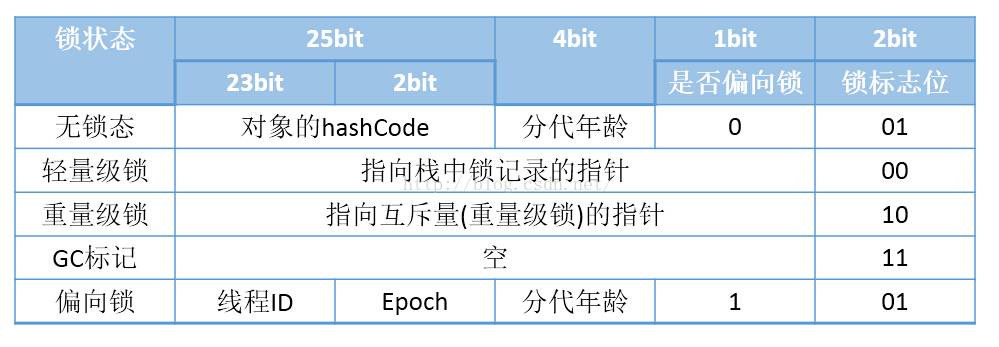 锁状态 25bit 4bit 1bit 2bit
23bit 2bit 是否偏向锁 锁标志位
无锁态 对象的hashCode 分代年龄 0 01
轻量级锁 指向栈中锁记录的指针 00
http://blog.csdn.net/
重量级锁 指向互斥量(重量级锁)的指针 10
GC标记 空 11
偏向锁 线程ID Epoch 分代年龄 1 01